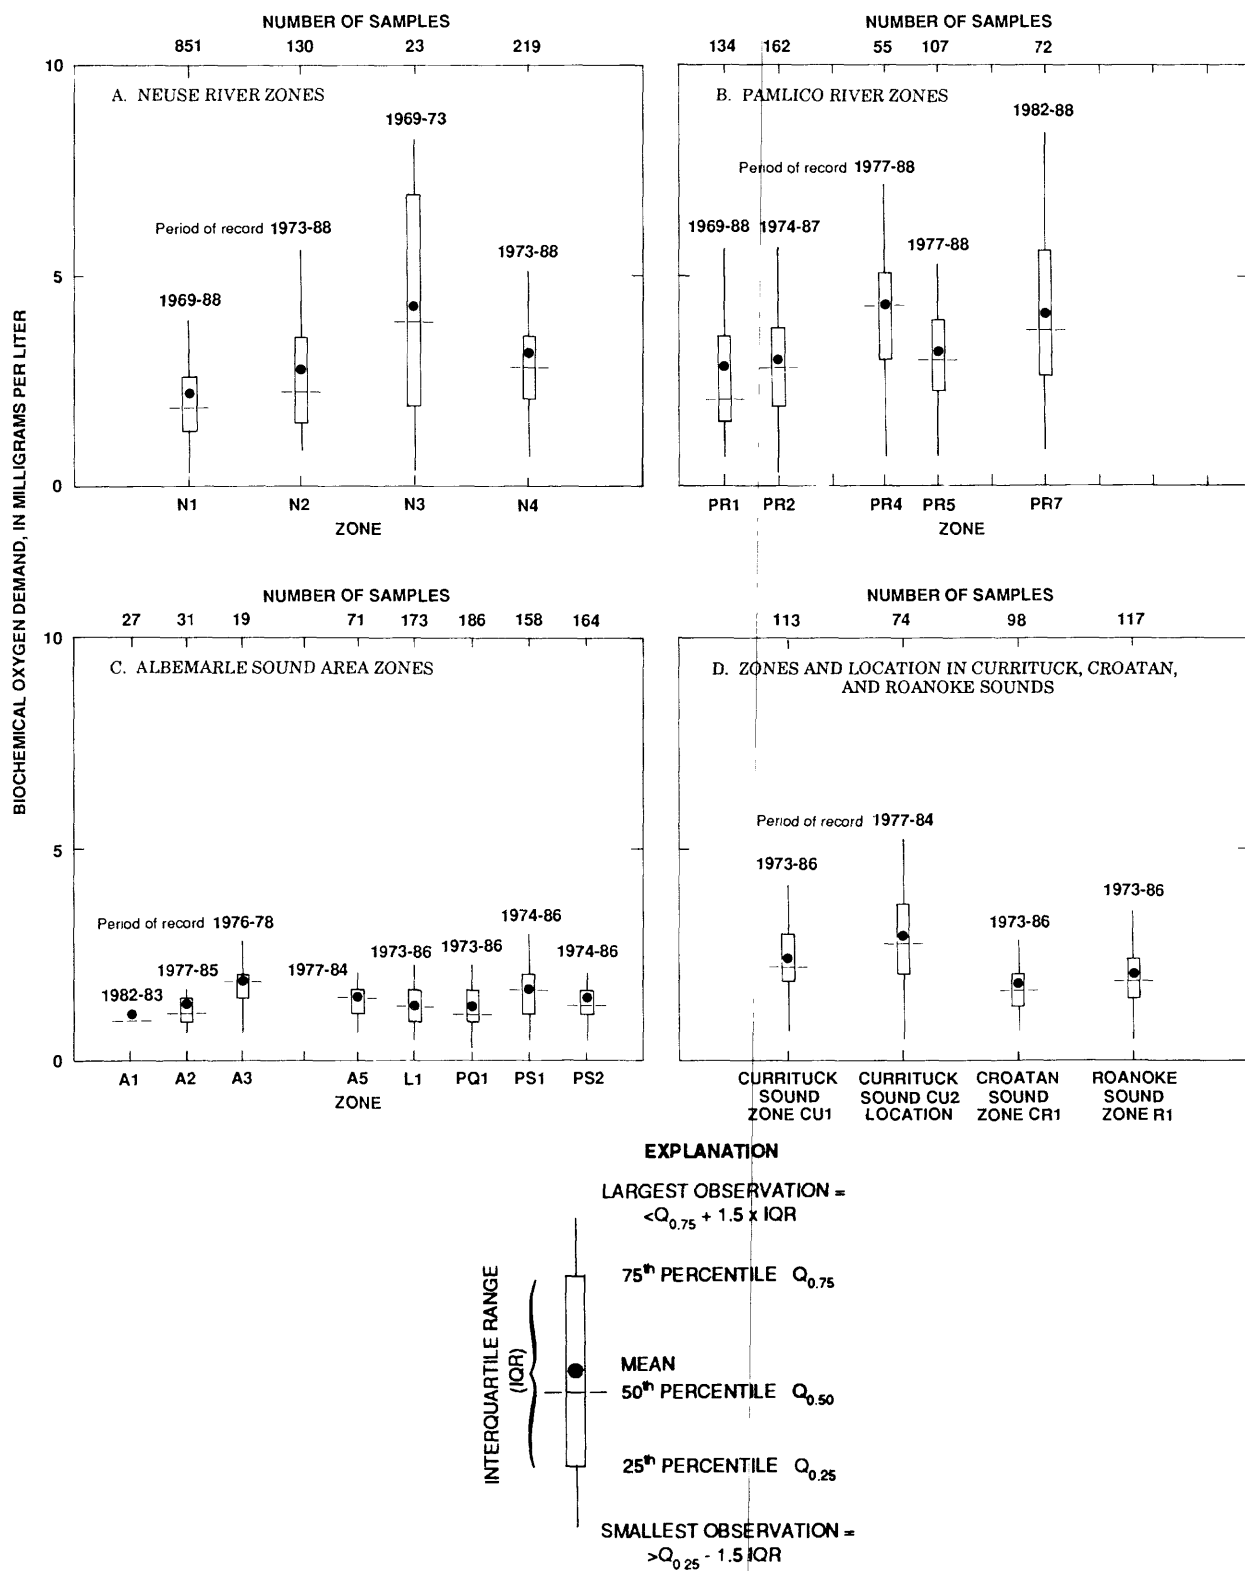 NUMBER OF SAMPLES
851 130 23 219
10
A. NEUSE RIVER ZONES
1969-73
Period of record 1973-88
1973-88
1969-88
5
0
N1 N2 N3 N4
ZONE
NUMBER OF SAMPLES
134 162 55 107 72
B. PAMLICO RIVER ZONES
1982-88
Period of record 1977-88
1969-88 1974-87
1977-88
PR1 PR2 PR4 PR5 PR7
ZONE
BIOCHEMICAL OXYGEN DEMAND, IN MILLIGRAMS PER LITER
NUMBER OF SAMPLES
27 31 19 71 173 186 158 164
10
C. ALBEMARLE SOUND AREA ZONES
5
Period of record 1976-78
1974-86
1973-86 1973-86
1974-86
1977-85
1977-84
1982-83
0
A1 A2 A3 A5 L1 PQ1 PS1 PS2
ZONE
NUMBER OF SAMPLES
113 74 98 117
D. ZONES AND LOCATION IN CURRITUCK, CROATAN,
AND ROANOKE SOUNDS
Period of record 1977-84
1973-86
1973-86
1973-86
CURRITUCK
SOUND
ZONE CU1
CURRITUCK
SOUND CU2
LOCATION
CROATAN
SOUND
ZONE CR1
ROANOKE
SOUND
ZONE R1
EXPLANATION
LARGEST OBSERVATION =
<Q0.75 + 1.5 x IQR
75th PERCENTILE Q0.75
INTERQUARTILE RANGE
(IQR)
MEAN
50th PERCENTILE Q0.50
25th PERCENTILE Q0.25
SMALLEST OBSERVATION =
>Q0 25 - 1.5 IQR